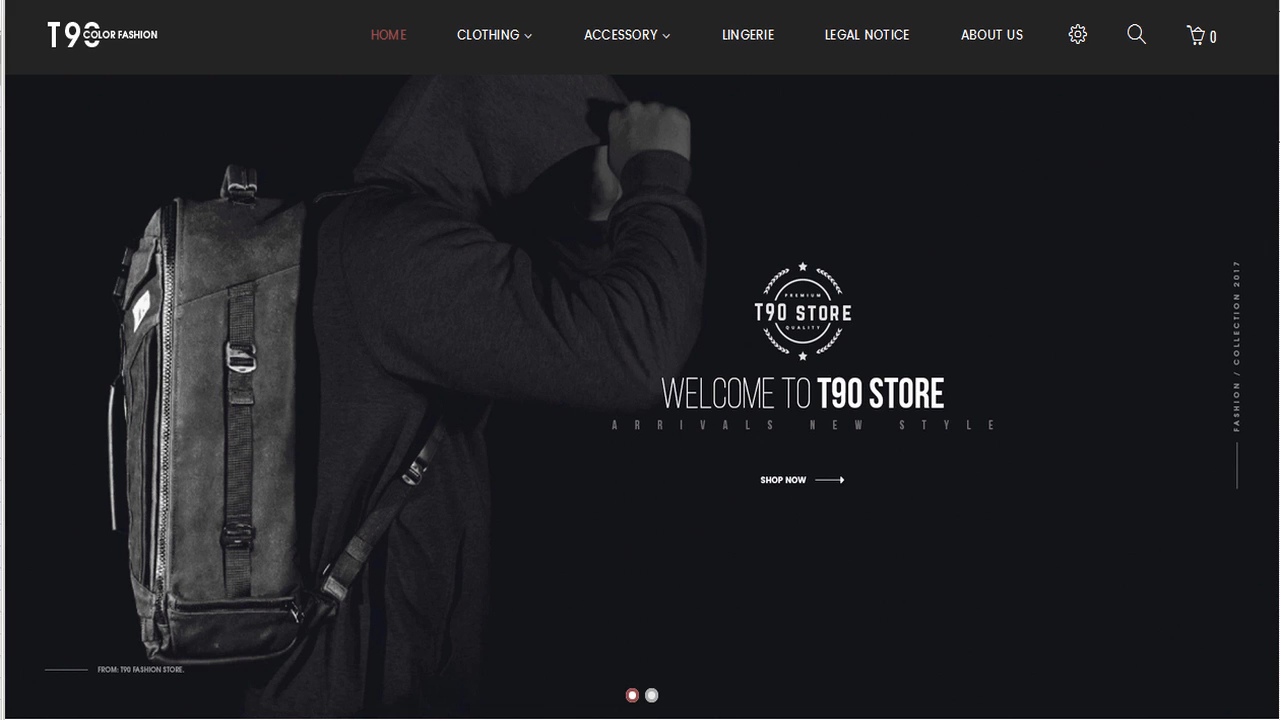 T90 COLOR FASHION
HOME CLOTHING ACCESSORY LINGERIE LEGAL NOTICE ABOUT US 0
PREMIUM
T90 STORE
QUALITY
WELCOME TO T90 STORE
ARRIVALS NEW STYLE
SHOP NOW
FASHION / COLLECTION 2017
FROM: T90 FASHION STORE.